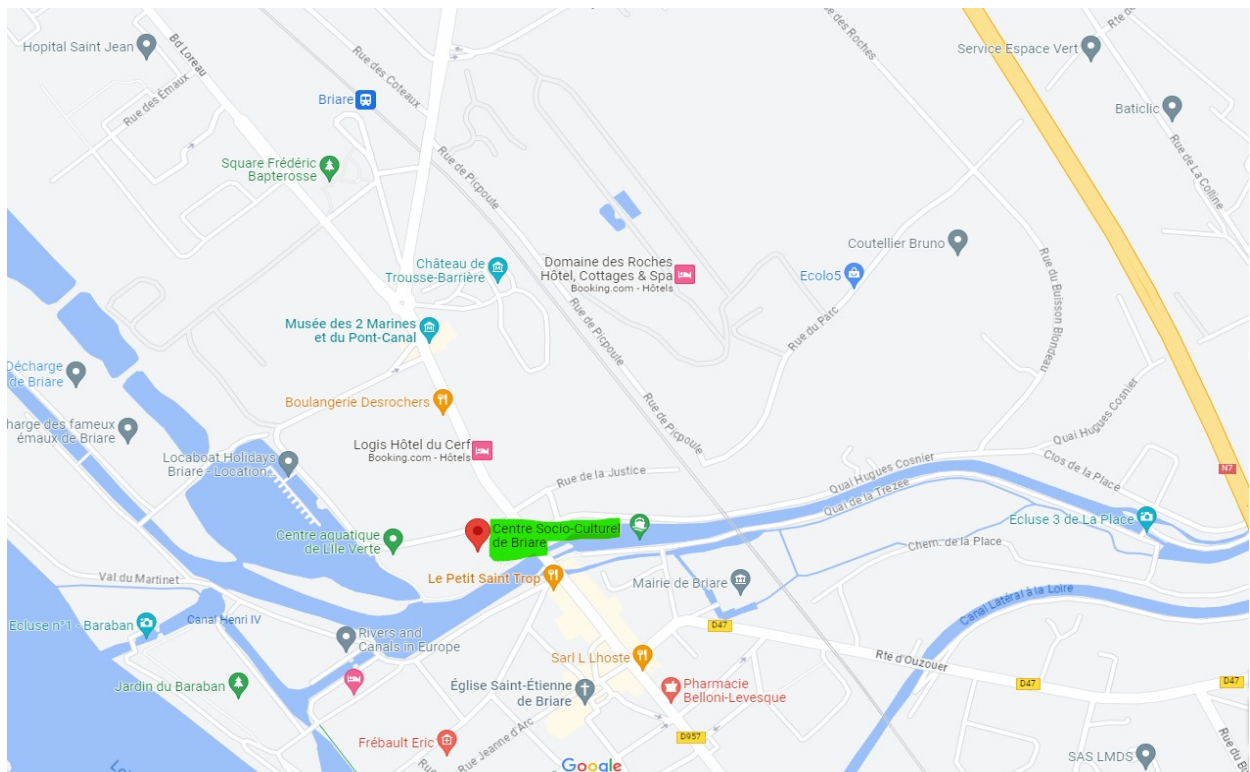 Hopital Saint Jean
Bd Loreau
Rue des Émaux
Briare
Rue des Coteaux
Rue de Picpoule
Square Frédéric
Bapterosse
des Roches
Service Espace Vert
Rte de
Baticlic
Rue de La Colline
Château de
Trousse-Barrière
Domaine des Roches
Hôtel, Cottages & Spa
Booking.com - Hôtels
Rue de Picpoule
Coutellier Bruno
Ecolo5
Rue du Parc
Rue du Buisson Blondeau
Musée des 2 Marines
et du Pont-Canal
Décharge
de Briare
Boulangerie Desrochers
harge des fameux
émaux de Briare
Rue de Picpoule
Logis Hôtel du Cerf
Booking.com - Hôtels
Locaboat Holidays
Briare - Location...
Rue de la Justice
Quai Hugues Cosnier
Quai Hugues Cosnier
Clos de la Place
N7
Quai de la Trezée
Centre Socio-Culturel
de Briare
Centre aquatique
de L'Ile Verte
Ecluse 3 de La Place
Chem. de la Place
Val du Martinet
Le Petit Saint Trop
Mairie de Briare
Canal Latéral à la Loire
Ecluse n°1 - Baraban
Canal Henri IV
Rivers and
Canals in Europe
D47
Rte d'Ouzouer
Sarl L Lhoste
Jardin du Baraban
Église Saint-Étienne
de Briare
Pharmacie
Belloni-Levesque
D47
D47
Frébault Eric
Rue Jeanne d'Arc
D957
Google
SAS LMDS
Rue du Bu
Lo